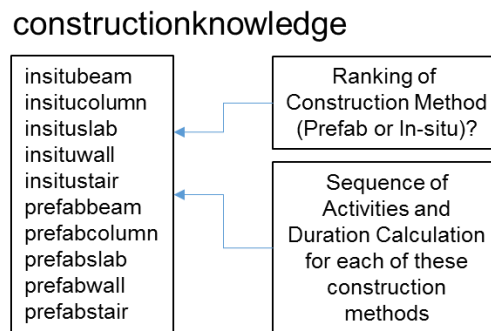 constructionknowledge
insitubeam
insitucolumn
insituslab
insituwall
insitustair
prefabbeam
prefabcolumn
prefabslab
prefabwall
prefabstair
Ranking of
Construction Method
(Prefab or In-situ)?
Sequence of
Activities and
Duration Calculation
for each of these
construction
methods